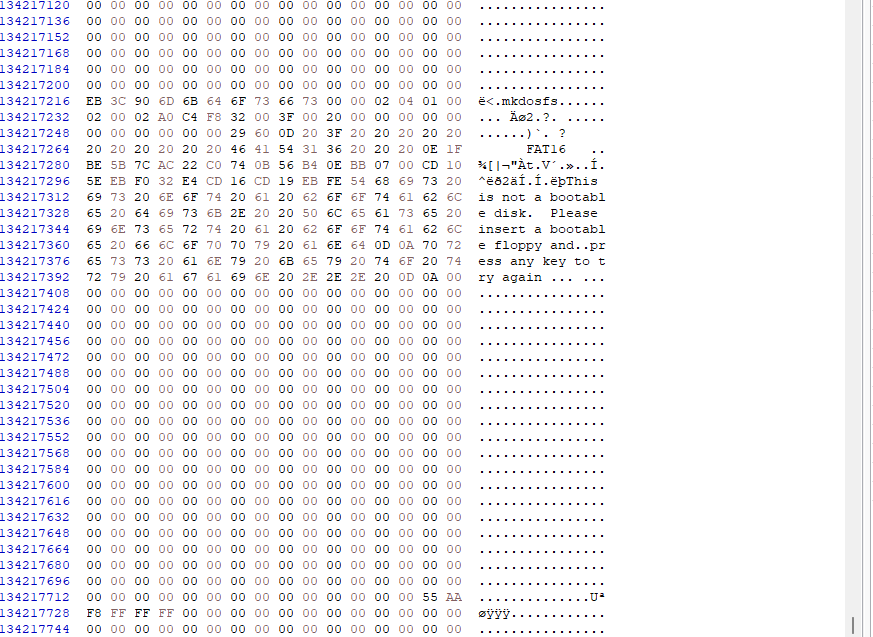 134217120 00 00 00 00 00 00 00 00 00 00 00 00 00 00 00 00 ................
134217136 00 00 00 00 00 00 00 00 00 00 00 00 00 00 00 00 ................
134217152 00 00 00 00 00 00 00 00 00 00 00 00 00 00 00 00 ................
134217168 00 00 00 00 00 00 00 00 00 00 00 00 00 00 00 00 ................
134217184 00 00 00 00 00 00 00 00 00 00 00 00 00 00 00 00 ................
134217200 00 00 00 00 00 00 00 00 00 00 00 00 00 00 00 00 ................
134217216 EB 3C 90 6D 6B 64 6F 73 66 73 00 00 02 04 01 00 ë<.mkdosfs......
134217232 02 00 02 A0 C4 F8 32 00 3F 00 20 00 00 00 00 00 ... Äø2.?. .....
134217248 00 00 00 00 00 00 29 60 0D 20 3F 20 20 20 20 20 ......)`. ?
134217264 20 20 20 20 20 20 46 41 54 31 36 20 20 20 0E 1F FAT16 ..
134217280 BE 5B 7C AC 22 C0 74 0B 56 B4 0E BB 07 00 CD 10 ¾[|¬"Àt.V´.»..Í.
134217296 5E EB F0 32 E4 CD 16 CD 19 EB FE 54 68 69 73 20 ^ëð2äÍ.Í.ëþThis
134217312 69 73 20 6E 6F 74 20 61 20 62 6F 6F 74 61 62 6C is not a bootabl
134217328 65 20 64 69 73 6B 2E 20 20 50 6C 65 61 73 65 20 e disk.  Please
134217344 69 6E 73 65 72 74 20 61 20 62 6F 6F 74 61 62 6C insert a bootabl
134217360 65 20 66 6C 6F 70 70 79 20 61 6E 64 0D 0A 70 72 e floppy and..pr
134217376 65 73 73 20 61 6E 79 20 6B 65 79 20 74 6F 20 74 ess any key to t
134217392 72 79 20 61 67 61 69 6E 20 2E 2E 2E 20 0D 0A 00 ry again ... ...
134217408 00 00 00 00 00 00 00 00 00 00 00 00 00 00 00 00 ................
134217424 00 00 00 00 00 00 00 00 00 00 00 00 00 00 00 00 ................
134217440 00 00 00 00 00 00 00 00 00 00 00 00 00 00 00 00 ................
134217456 00 00 00 00 00 00 00 00 00 00 00 00 00 00 00 00 ................
134217472 00 00 00 00 00 00 00 00 00 00 00 00 00 00 00 00 ................
134217488 00 00 00 00 00 00 00 00 00 00 00 00 00 00 00 00 ................
134217504 00 00 00 00 00 00 00 00 00 00 00 00 00 00 00 00 ................
134217520 00 00 00 00 00 00 00 00 00 00 00 00 00 00 00 00 ................
134217536 00 00 00 00 00 00 00 00 00 00 00 00 00 00 00 00 ................
134217552 00 00 00 00 00 00 00 00 00 00 00 00 00 00 00 00 ................
134217568 00 00 00 00 00 00 00 00 00 00 00 00 00 00 00 00 ................
134217584 00 00 00 00 00 00 00 00 00 00 00 00 00 00 00 00 ................
134217600 00 00 00 00 00 00 00 00 00 00 00 00 00 00 00 00 ................
134217616 00 00 00 00 00 00 00 00 00 00 00 00 00 00 00 00 ................
134217632 00 00 00 00 00 00 00 00 00 00 00 00 00 00 00 00 ................
134217648 00 00 00 00 00 00 00 00 00 00 00 00 00 00 00 00 ................
134217664 00 00 00 00 00 00 00 00 00 00 00 00 00 00 00 00 ................
134217680 00 00 00 00 00 00 00 00 00 00 00 00 00 00 00 00 ................
134217696 00 00 00 00 00 00 00 00 00 00 00 00 00 00 00 00 ................
134217712 00 00 00 00 00 00 00 00 00 00 00 00 00 00 55 AA ..............Uª
134217728 F8 FF FF FF 00 00 00 00 00 00 00 00 00 00 00 00 øÿÿÿ............
134217744 00 00 00 00 00 00 00 00 00 00 00 00 00 00 00 00 ................